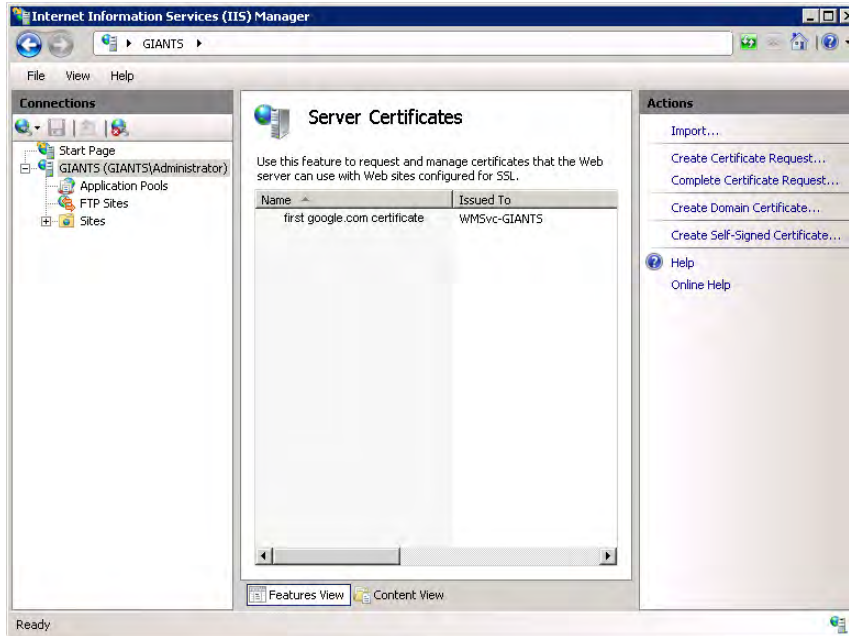 Internet Information Services (IIS) Manager
GIANTS
File View Help
Connections
Start Page
GIANTS (GIANTS\Administrator)
Application Pools
FTP Sites
Sites
Server Certificates
Use this feature to request and manage certificates that the Web
server can use with Web sites configured for SSL.
Name Issued To
first google.com certificate WMSvc-GIANTS
Features View Content View
Actions
Import...
Create Certificate Request...
Complete Certificate Request...
Create Domain Certificate...
Create Self-Signed Certificate...
Help
Online Help
Ready